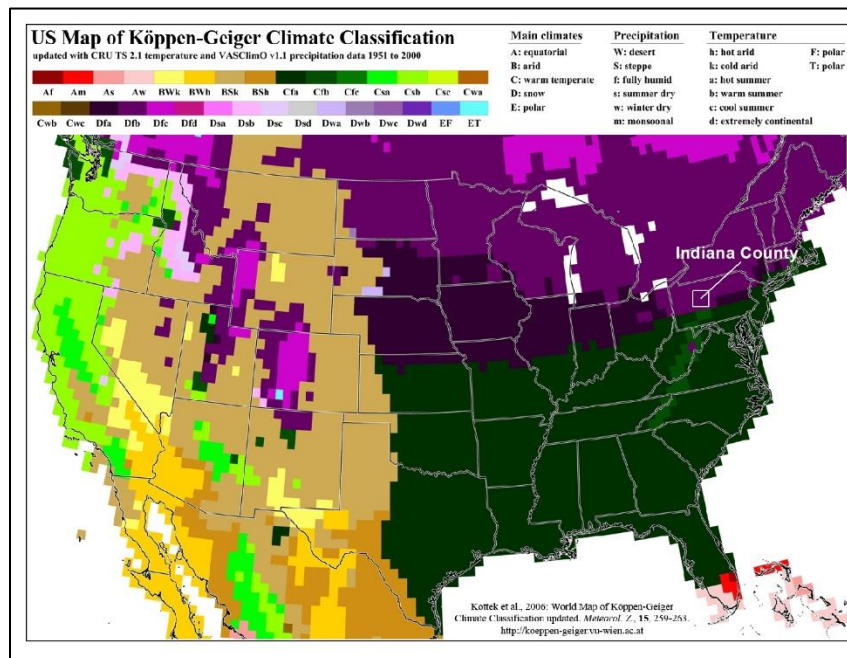 US Map of Köppen-Geiger Climate Classification
updated with CRU TS 2.1 temperature and VASClimO v1.1 precipitation data 1951 to 2000
Af Am As Aw BWk BWh BSk BSh Cfa Cfb Cfc Csa Csb Csc Cwa
Cwb Cwc Dfa Dfb Dfc Dfd Dsa Dsb Dsc Dsd Dwa Dwb Dwc Dwd EF ET
Main climates
A: equatorial
B: arid
C: warm temperate
D: snow
E: polar
Precipitation
W: desert
S: steppe
f: fully humid
s: summer dry
w: winter dry
m: monsoonal
Temperature
h: hot arid F: polar
k: cold arid T: polar
a: hot summer
b: warm summer
c: cool summer
d: extremely continental
Indiana County
Kottek et al., 2006: World Map of Köppen-Geiger
Climate Classification updated. Meteorol. Z., 15, 259-263.
http://koeppen-geiger.vu-wien.ac.at